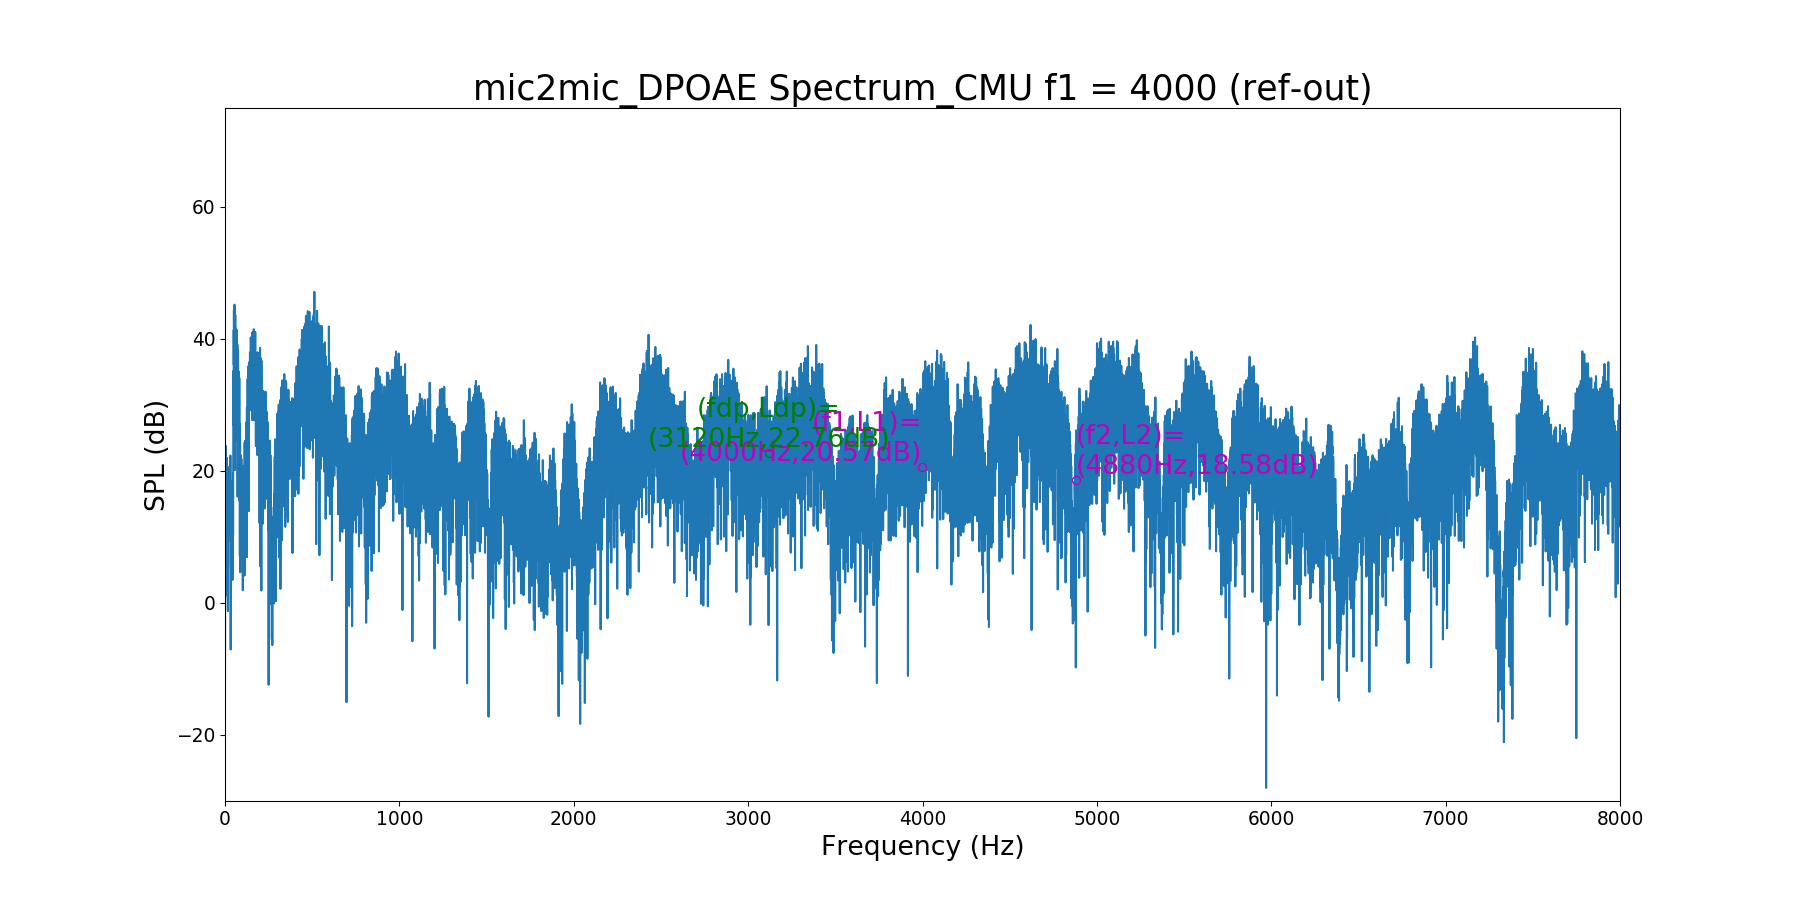 mic2mic_DPOAE Spectrum_CMU f1 = 4000 (ref-out)
SPL (dB)
60
40
20
0
−20
(fdp,Ldp)=
(3120Hz,22.76dB)
(f1,L1)=
(4000Hz,20.57dB)
(f2,L2)=
(4880Hz,18.58dB)
0 1000 2000 3000 4000 5000 6000 7000 8000
Frequency (Hz)